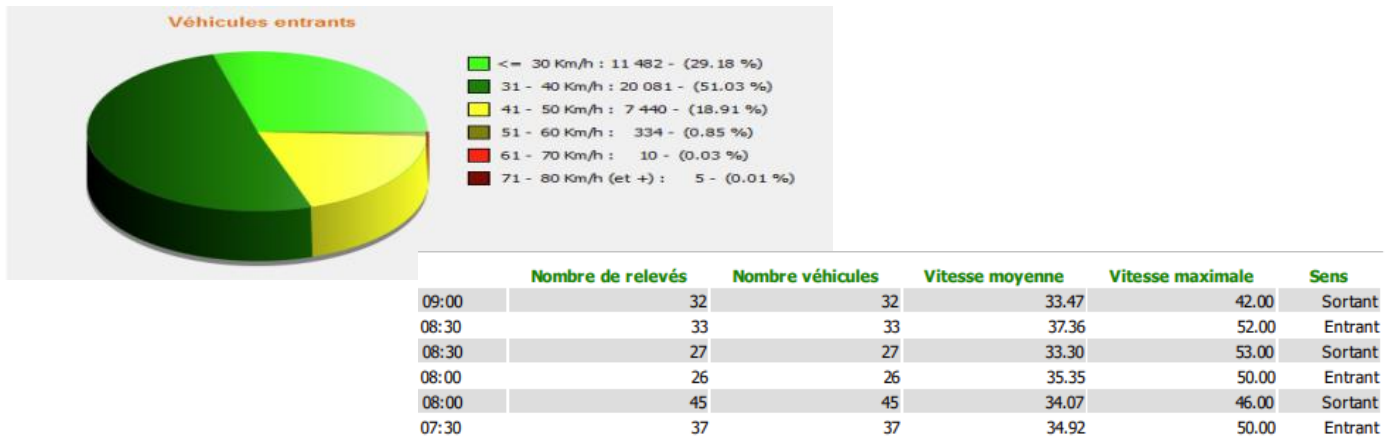 Véhicules entrants
<= 30 Km/h : 11 482 - (29.18 %)
31 - 40 Km/h : 20 081 - (51.03 %)
41 - 50 Km/h : 7 440 - (18.91 %)
51 - 60 Km/h : 334 - (0.85 %)
61 - 70 Km/h : 10 - (0.03 %)
71 - 80 Km/h (et +) : 5 - (0.01 %)
Nombre de relevés Nombre véhicules Vitesse moyenne Vitesse maximale Sens
09:00 32 32 33.47 42.00 Sortant
08:30 33 33 37.36 52.00 Entrant
08:30 27 27 33.30 53.00 Sortant
08:00 26 26 35.35 50.00 Entrant
08:00 45 45 34.07 46.00 Sortant
07:30 37 37 34.92 50.00 Entrant